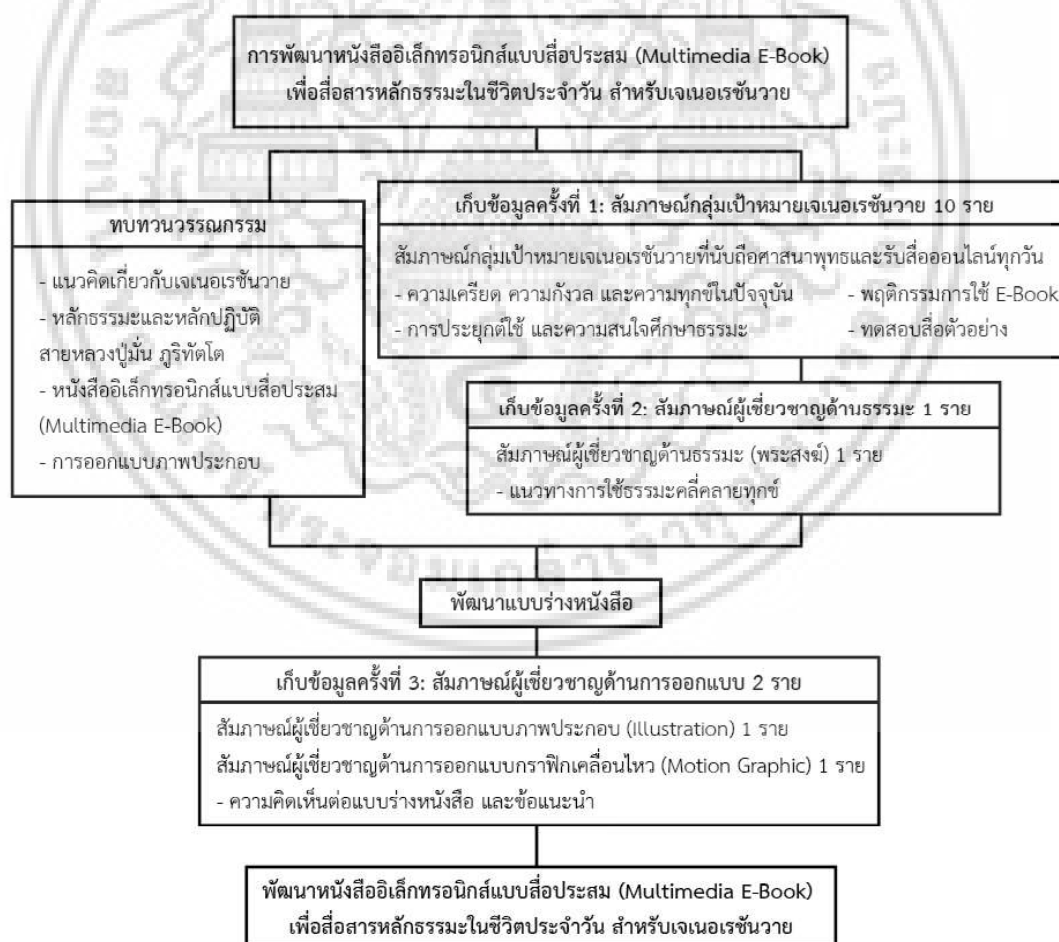 การพัฒนาหนังสืออิเล็กทรอนิกส์แบบสื่อประสม (Multimedia E-Book)
เพื่อสื่อสารหลักธรรมะในชีวิตประจำวัน สำหรับเจเนอเรชันวาย
ทบทวนวรรณกรรม
- แนวคิดเกี่ยวกับเจเนอเรชันวาย
- หลักธรรมะและหลักปฏิบัติ
สายหลวงปู่มั่น ภูริทัตโต
- หนังสืออิเล็กทรอนิกส์แบบสื่อประสม
(Multimedia E-Book)
- การออกแบบภาพประกอบ
เก็บข้อมูลครั้งที่ 1: สัมภาษณ์กลุ่มเป้าหมายเจเนอเรชันวาย 10 ราย
สัมภาษณ์กลุ่มเป้าหมายเจเนอเรชันวายที่นับถือศาสนาพุทธและรับสื่อออนไลน์ทุกวัน
- ความเครียด ความกังวล และความทุกข์ในปัจจุบัน - พฤติกรรมการใช้ E-Book
- การประยุกต์ใช้ และความสนใจศึกษาธรรมะ - ทดสอบสื่อตัวอย่าง
เก็บข้อมูลครั้งที่ 2: สัมภาษณ์ผู้เชี่ยวชาญด้านธรรมะ 1 ราย
สัมภาษณ์ผู้เชี่ยวชาญด้านธรรมะ (พระสงฆ์) 1 ราย
- แนวทางการใช้ธรรมะคลี่คลายทุกข์
พัฒนาแบบร่างหนังสือ
เก็บข้อมูลครั้งที่ 3: สัมภาษณ์ผู้เชี่ยวชาญด้านการออกแบบ 2 ราย
สัมภาษณ์ผู้เชี่ยวชาญด้านการออกแบบภาพประกอบ (Illustration) 1 ราย
สัมภาษณ์ผู้เชี่ยวชาญด้านการออกแบบกราฟิกเคลื่อนไหว (Motion Graphic) 1 ราย
- ความคิดเห็นต่อแบบร่างหนังสือ และข้อแนะนำ
พัฒนาหนังสืออิเล็กทรอนิกส์แบบสื่อประสม (Multimedia E-Book)
เพื่อสื่อสารหลักธรรมะในชีวิตประจำวัน สำหรับเจเนอเรชันวาย